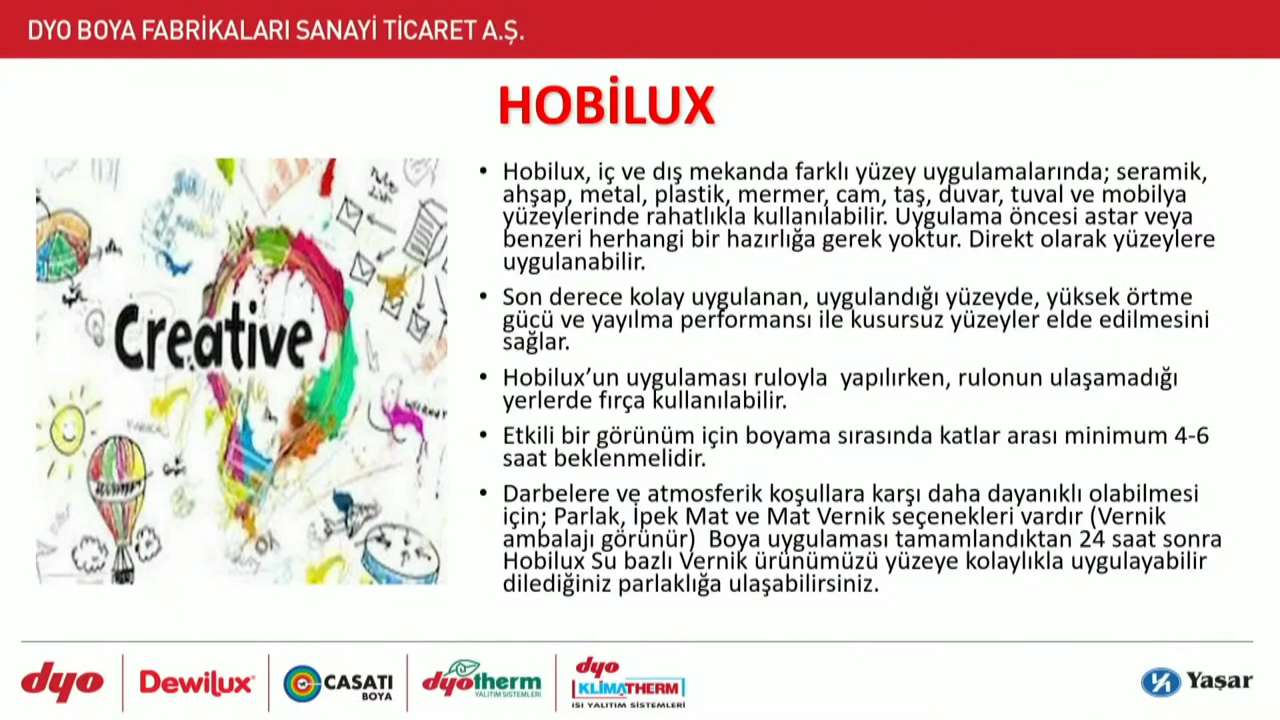 DYO BOYA FABRİKALARI SANAYİ TİCARET A.Ş.
HOBİLUX
Creative
• Hobilux, iç ve dış mekanda farklı yüzey uygulamalarında; seramik,
ahşap, metal, plastik, mermer, cam, taş, duvar, tuval ve mobilya
yüzeylerinde rahatlıkla kullanılabilir. Uygulama öncesi astar veya
benzeri herhangi bir hazırlığa gerek yoktur. Direkt olarak yüzeylere
uygulanabilir.
• Son derece kolay uygulanan, uygulandığı yüzeyde, yüksek örtme
gücü ve yayılma performansı ile kusursuz yüzeyler elde edilmesini
sağlar.
• Hobilux’un uygulaması ruloyla  yapılırken, rulonun ulaşamadığı
yerlerde fırça kullanılabilir.
• Etkili bir görünüm için boyama sırasında katlar arası minimum 4-6
saat beklenmelidir.
• Darbelere ve atmosferik koşullara karşı daha dayanıklı olabilmesi
için; Parlak, İpek Mat ve Mat Vernik seçenekleri vardır (Vernik
ambalajı görünür)  Boya uygulaması tamamlandıktan 24 saat sonra
Hobilux Su bazlı Vernik ürünümüzü yüzeye kolaylıkla uygulayabilir
dilediğiniz parlaklığa ulaşabilirsiniz.
dyo
Dewilux
CASATI
BOYA
dyotherm
YALITIM SİSTEMLERİ
dyo
KLİMATHERM
ISI YALITIM SİSTEMLERİ
Yaşar